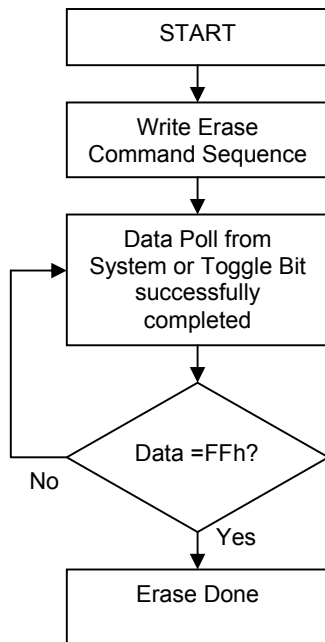 START
Write Erase
Command Sequence
Data Poll from
System or Toggle Bit
successfully
completed
Data =FFh?
No
Yes
Erase Done